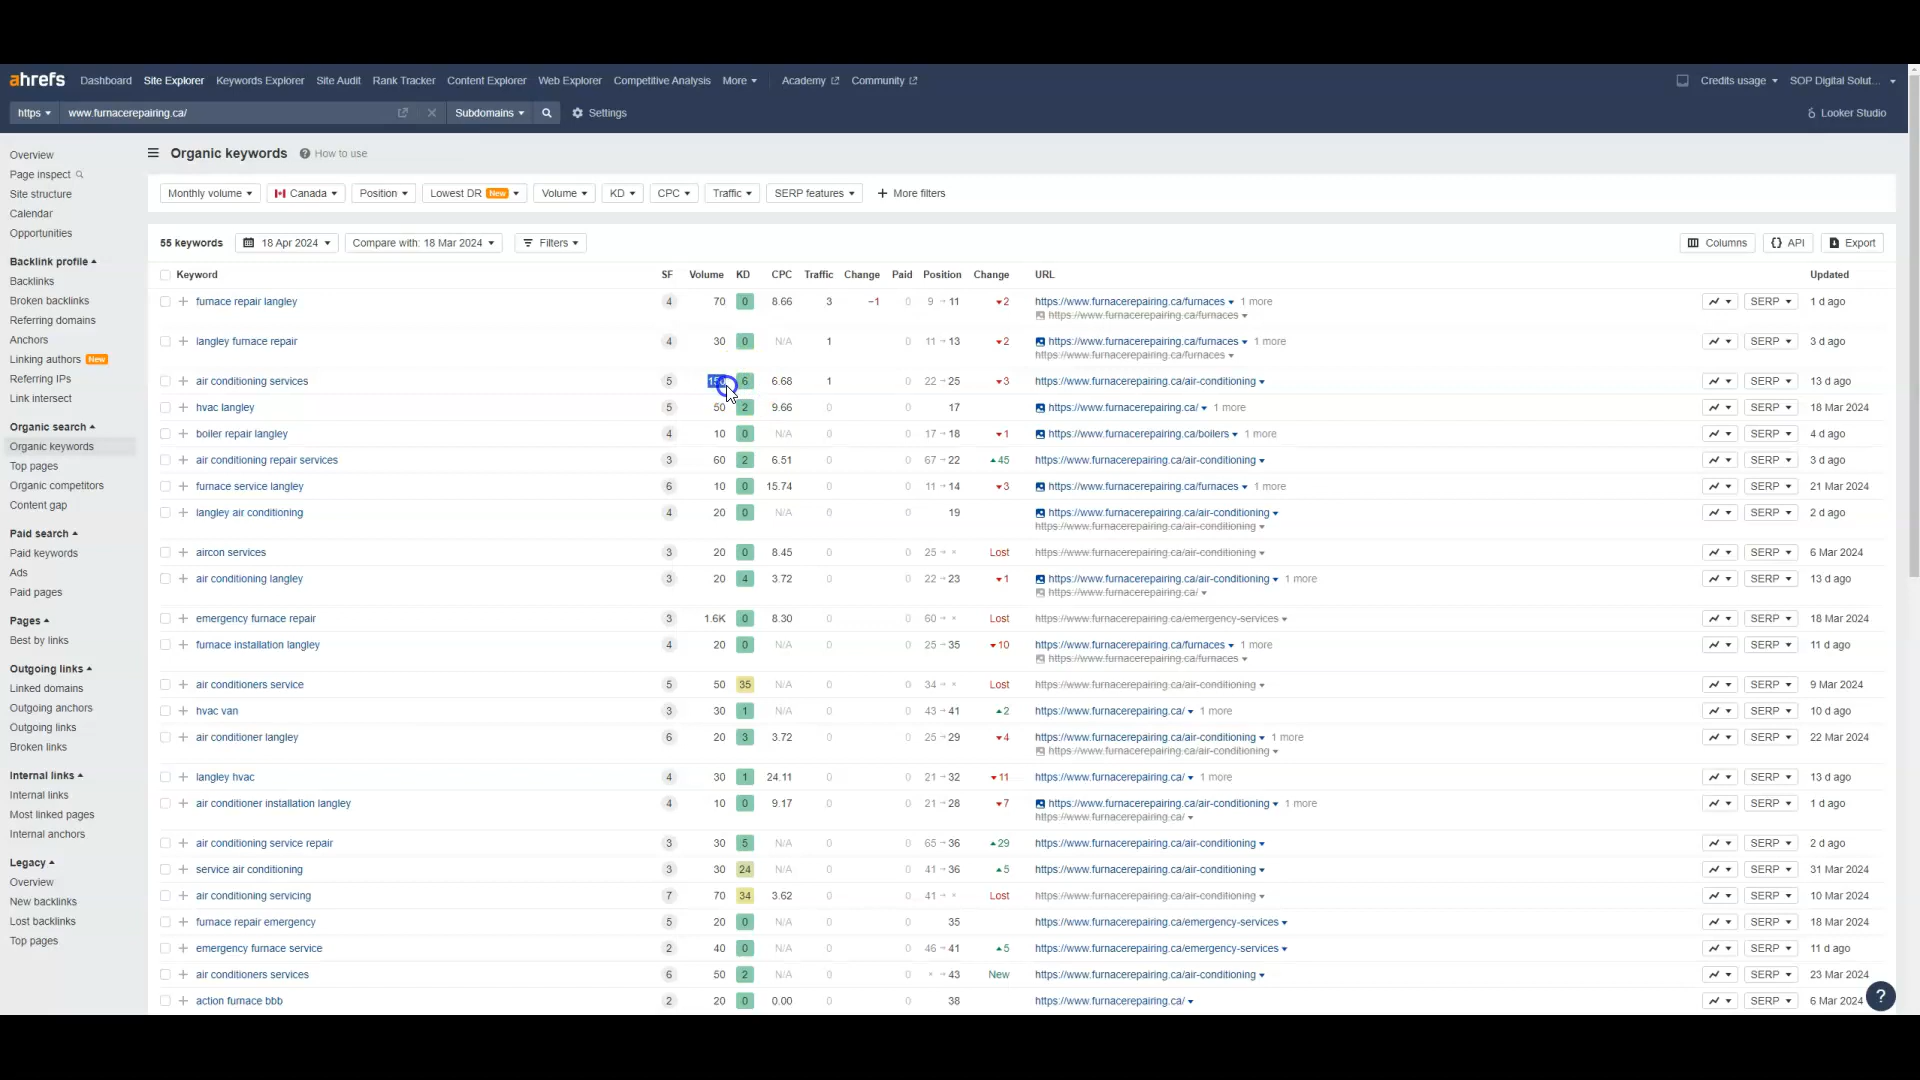 ahrefs Dashboard Site Explorer Keywords Explorer Site Audit Rank Tracker Content Explorer Web Explorer Competitive Analysis More Academy Community Credits usage SOP Digital Solut...
https www.furnacerepairing.ca/ Subdomains Settings Looker Studio
Overview
Page inspect
Site structure
Calendar
Opportunities
Backlink profile
Backlinks
Broken backlinks
Referring domains
Anchors
Linking authors New
Referring IPs
Link intersect
Organic search
Organic keywords
Top pages
Organic competitors
Content gap
Paid search
Paid keywords
Ads
Paid pages
Pages
Best by links
Outgoing links
Linked domains
Outgoing anchors
Outgoing links
Broken links
Internal links
Internal links
Most linked pages
Internal anchors
Legacy
Overview
New backlinks
Lost backlinks
Top pages
Organic keywords ? How to use
Monthly volume Canada Position Lowest DR New Volume KD CPC Traffic SERP features + More filters
55 keywords 18 Apr 2024 Compare with: 18 Mar 2024 Filters Columns {} API Export
Keyword SF Volume KD CPC Traffic Change Paid Position Change URL Updated
+ furnace repair langley 4 70 0 8.66 3 −1 0 9 → 11 2 https://www.furnacerepairing.ca/furnaces 1 more SERP 1 d ago
https://www.furnacerepairing.ca/furnaces
+ langley furnace repair 4 30 0 N/A 1 0 11 → 13 2 https://www.furnacerepairing.ca/furnaces 1 more SERP 3 d ago
https://www.furnacerepairing.ca/furnaces
+ air conditioning services 5 150 6 6.68 1 0 22 → 25 3 https://www.furnacerepairing.ca/air-conditioning SERP 13 d ago
+ hvac langley 5 50 2 9.66 0 0 17 https://www.furnacerepairing.ca/ 1 more SERP 18 Mar 2024
+ boiler repair langley 4 10 0 N/A 0 0 17 → 18 1 https://www.furnacerepairing.ca/boilers 1 more SERP 4 d ago
+ air conditioning repair services 3 60 2 6.51 0 0 67 → 22 45 https://www.furnacerepairing.ca/air-conditioning SERP 3 d ago
+ furnace service langley 6 10 0 15.74 0 0 11 → 14 3 https://www.furnacerepairing.ca/furnaces 1 more SERP 21 Mar 2024
+ langley air conditioning 4 20 0 N/A 0 0 19 https://www.furnacerepairing.ca/air-conditioning SERP 2 d ago
https://www.furnacerepairing.ca/air-conditioning
+ aircon services 3 20 0 8.45 0 0 25 → × Lost https://www.furnacerepairing.ca/air-conditioning SERP 6 Mar 2024
+ air conditioning langley 3 20 4 3.72 0 0 22 → 23 1 https://www.furnacerepairing.ca/air-conditioning 1 more SERP 13 d ago
https://www.furnacerepairing.ca/
+ emergency furnace repair 3 1.6K 0 8.30 0 0 60 → × Lost https://www.furnacerepairing.ca/emergency-services SERP 18 Mar 2024
+ furnace installation langley 4 20 0 N/A 0 0 25 → 35 10 https://www.furnacerepairing.ca/furnaces 1 more SERP 11 d ago
https://www.furnacerepairing.ca/furnaces
+ air conditioners service 5 50 35 N/A 0 0 34 → × Lost https://www.furnacerepairing.ca/air-conditioning SERP 9 Mar 2024
+ hvac van 3 30 1 N/A 0 0 43 → 41 2 https://www.furnacerepairing.ca/ 1 more SERP 10 d ago
+ air conditioner langley 6 20 3 3.72 0 0 25 → 29 4 https://www.furnacerepairing.ca/air-conditioning 1 more SERP 22 Mar 2024
https://www.furnacerepairing.ca/air-conditioning
+ langley hvac 4 30 1 24.11 0 0 21 → 32 11 https://www.furnacerepairing.ca/ 1 more SERP 13 d ago
+ air conditioner installation langley 4 10 0 9.17 0 0 21 → 28 7 https://www.furnacerepairing.ca/air-conditioning 1 more SERP 1 d ago
https://www.furnacerepairing.ca/
+ air conditioning service repair 3 30 5 N/A 0 0 65 → 36 29 https://www.furnacerepairing.ca/air-conditioning SERP 2 d ago
+ service air conditioning 3 30 24 N/A 0 0 41 → 36 5 https://www.furnacerepairing.ca/air-conditioning SERP 31 Mar 2024
+ air conditioning servicing 7 70 34 3.62 0 0 41 → × Lost https://www.furnacerepairing.ca/air-conditioning SERP 10 Mar 2024
+ furnace repair emergency 5 20 0 N/A 0 0 35 https://www.furnacerepairing.ca/emergency-services SERP 18 Mar 2024
+ emergency furnace service 2 40 0 N/A 0 0 46 → 41 5 https://www.furnacerepairing.ca/emergency-services SERP 11 d ago
+ air conditioners services 6 50 2 N/A 0 0 × → 43 New https://www.furnacerepairing.ca/air-conditioning SERP 23 Mar 2024
+ action furnace bbb 2 20 0 0.00 0 0 38 https://www.furnacerepairing.ca/ SERP 6 Mar 2024
?